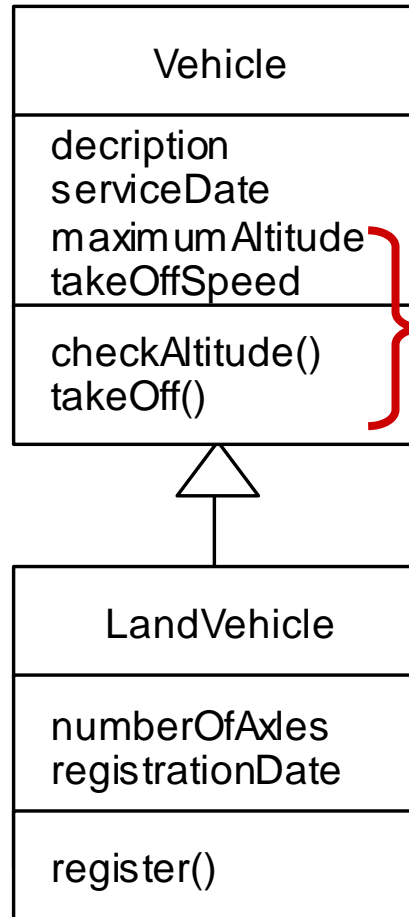 Vehicle
decription
serviceDate
maximumAltitude
takeOffSpeed
checkAltitude()
takeOff()
LandVehicle
numberOfAxles
registrationDate
register()